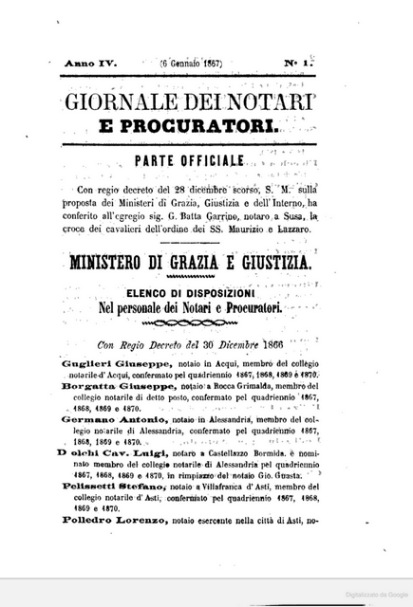 Anno IV. (6 Gennaio 1867) N° 1.
GIORNALE DEI NOTARI
E PROCURATORI.
PARTE OFFICIALE
Con regio decreto del 28 dicembre scorso, S. M. sulla
proposta dei Ministeri di Grazia, Giustizia e dell'Interno, ha
conferito all'egregio sig. G. Batta Garrino, notaro a Susa, la
croce dei cavalieri dell'ordine dei SS. Maurizio e Lazzaro.
MINISTERO DI GRAZIA E GIUSTIZIA.
ELENCO DI DISPOSIZIONI
Nel personale dei Notari e Procuratori.
Con Regio Decreto del 30 Dicembre 1866
Guglieri Giuseppe, notaio in Acqui, membro del collegio
notarile d'Acqui, confermato pel quadriennio 1867, 1868, 1869 e 1870.
Borgatta Giuseppe, notaio a Rocca Grimalda, membro del
collegio notarile di detto posto, confermato pel quadriennio 1867,
1868, 1869 e 1870.
Germano Antonio, notaio in Alessandria, membro del col-
legio notarile di Alessandria, confermato pel quadriennio 1867,
1868, 1869 e 1870.
D olchi Cav. Luigi, notaro a Castellazzo Bormida, è nomi-
nato membro del collegio notarile di Alessandria pel quadriennio
1867, 1868, 1869 e 1870, in rimpiazzo del notaio Gio. Guasta.
Pelissetti Stefano, notaio a Villafranca d'Asti, membro del
collegio notarile d'Asti, confermato pel quadriennio 1867, 1868,
1869 e 1870.
Polledro Lorenzo, notaio esercente nella città di Asti, no-
Digitalizzato da Google